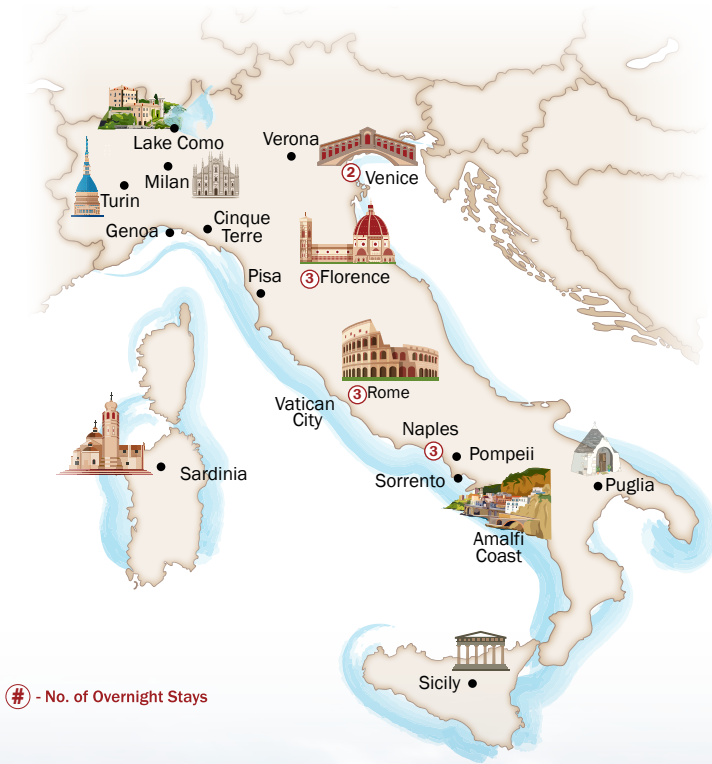 Lake Como
Verona
Milan
② Venice
Turin
Cinque
Terre
Genoa
Pisa
③ Florence
③ Rome
Vatican
City
Naples
③
Pompeii
Sardinia
Sorrento
Puglia
Amalfi
Coast
Sicily
# - No. of Overnight Stays